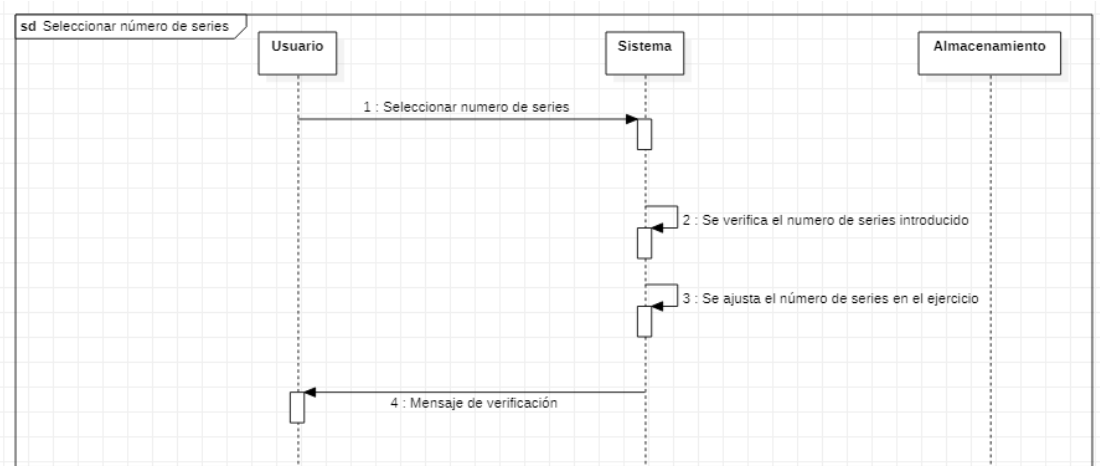 sd Seleccionar número de series
Usuario
Sistema
Almacenamiento
1 : Seleccionar numero de series
2 : Se verifica el numero de series introducido
3 : Se ajusta el número de series en el ejercicio
4 : Mensaje de verificación